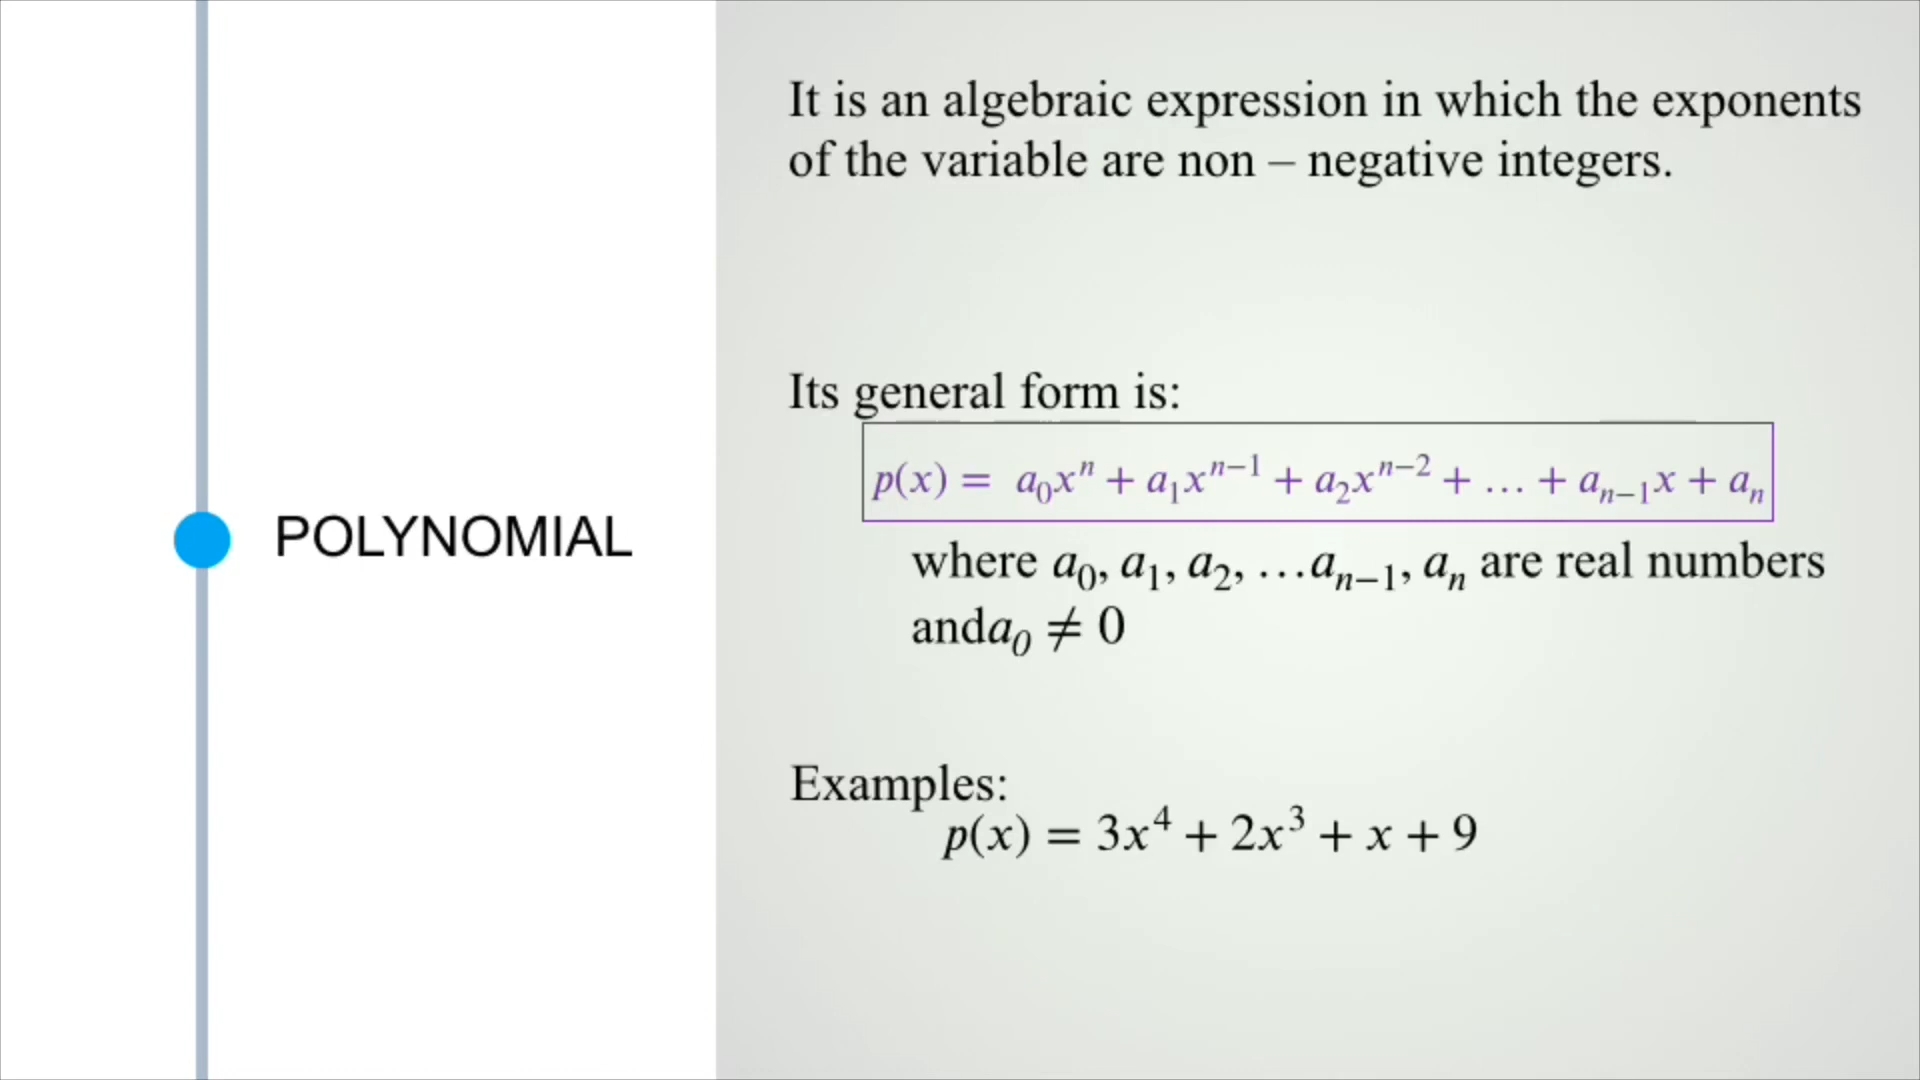 POLYNOMIAL
It is an algebraic expression in which the exponents
of the variable are non – negative integers.
Its general form is:
p(x) = a₀xⁿ + a₁xⁿ⁻¹ + a₂xⁿ⁻² + … + aₙ₋₁x + aₙ
where a₀, a₁, a₂, …aₙ₋₁, aₙ are real numbers
anda₀ ≠ 0
Examples:
p(x) = 3x⁴ + 2x³ + x + 9